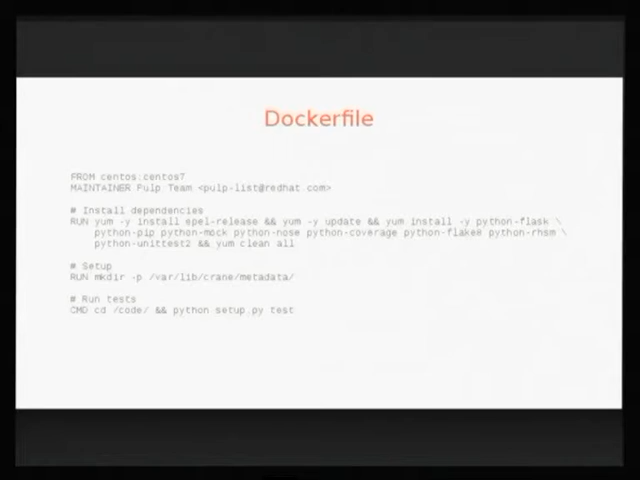 Dockerfile
FROM centos:centos7
MAINTAINER Pulp Team <pulp-list@redhat.com>
# Install dependencies
RUN yum -y install epel-release && yum -y update && yum install -y python-flask \
python-pip python-mock python-nose python-coverage python-flake8 python-rhsm \
python-unittest2 && yum clean all
# Setup
RUN mkdir -p /var/lib/crane/metadata/
# Run tests
CMD cd /code/ && python setup.py test